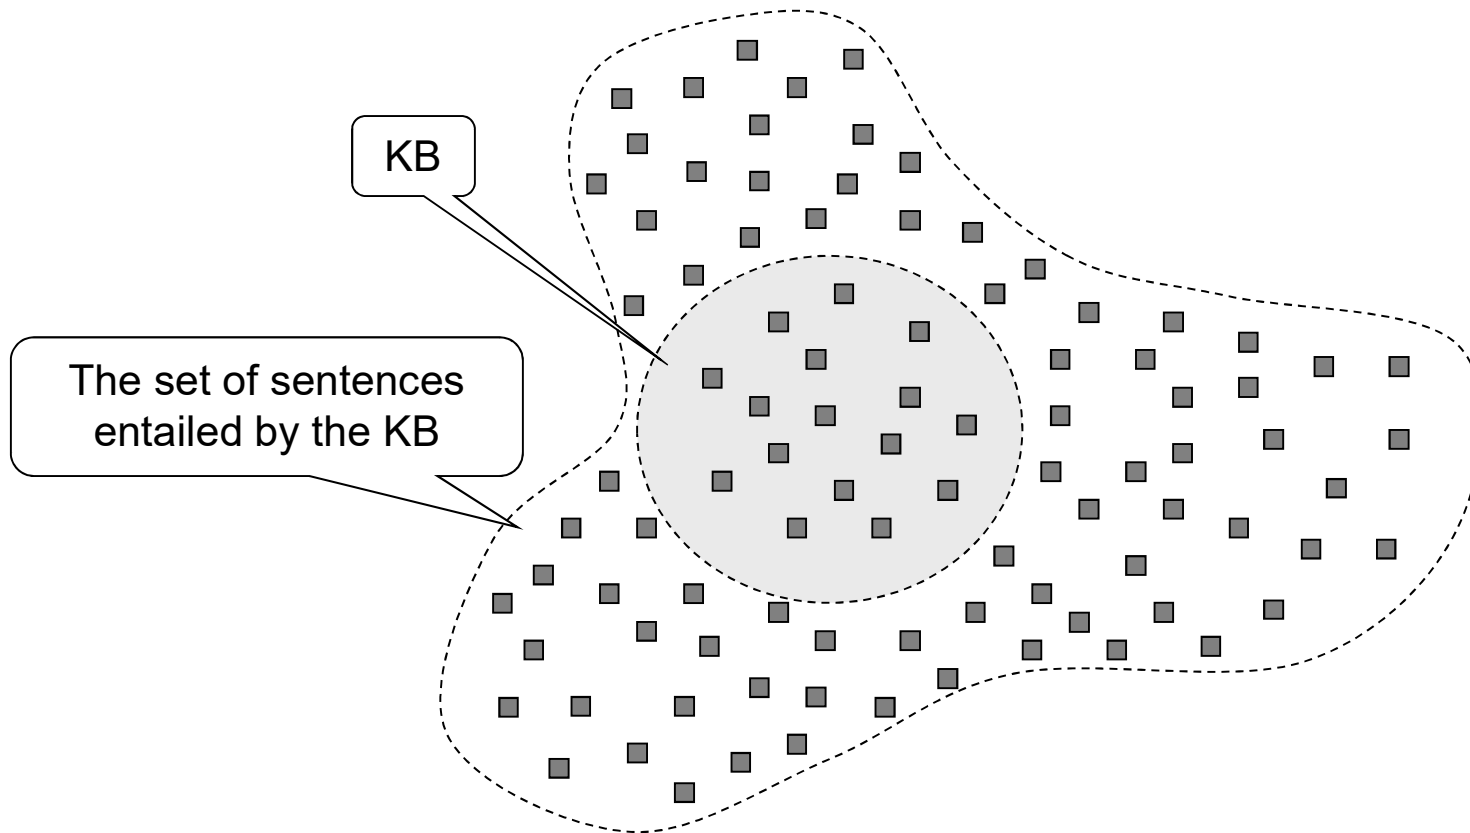 KB
The set of sentences
entailed by the KB